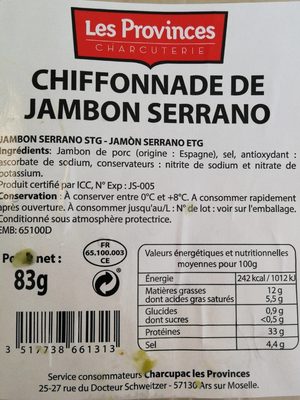 Les Provinces
CHARCUTERIE
CHIFFONNADE DE
JAMBON SERRANO
JAMBON SERRANO STG - JAMÓN SERRANO ETG
Ingrédients: Jambon de porc (origine : Espagne), sel, antioxydant :
ascorbate de sodium, conservateurs : nitrite de sodium et nitrate de
potassium.
Produit certifié par ICC, N° Exp : JS-005
Conservation : À conserver entre 0°C et +8°C. A consommer rapidement
après ouverture. À consommer jusqu'au/L : N° de lot : voir sur l'emballage.
Conditionné sous atmosphère protectrice.
EMB: 65100D
Poids net :
83g
FR
65.100.003
CE
Valeurs énergétiques et nutritionnelles
moyennes pour 100g
Énergie 242 kcal / 1012 kJ
Matières grasses 12 g
dont acides gras saturés 5,5 g
Glucides 0,9 g
dont sucres <0,5 g
Protéines 33 g
Sel 4,4 g
3 517738 661313
Service consommateurs Charcupac les Provinces
25-27 rue du Docteur Schweitzer - 57130 Ars sur Moselle.